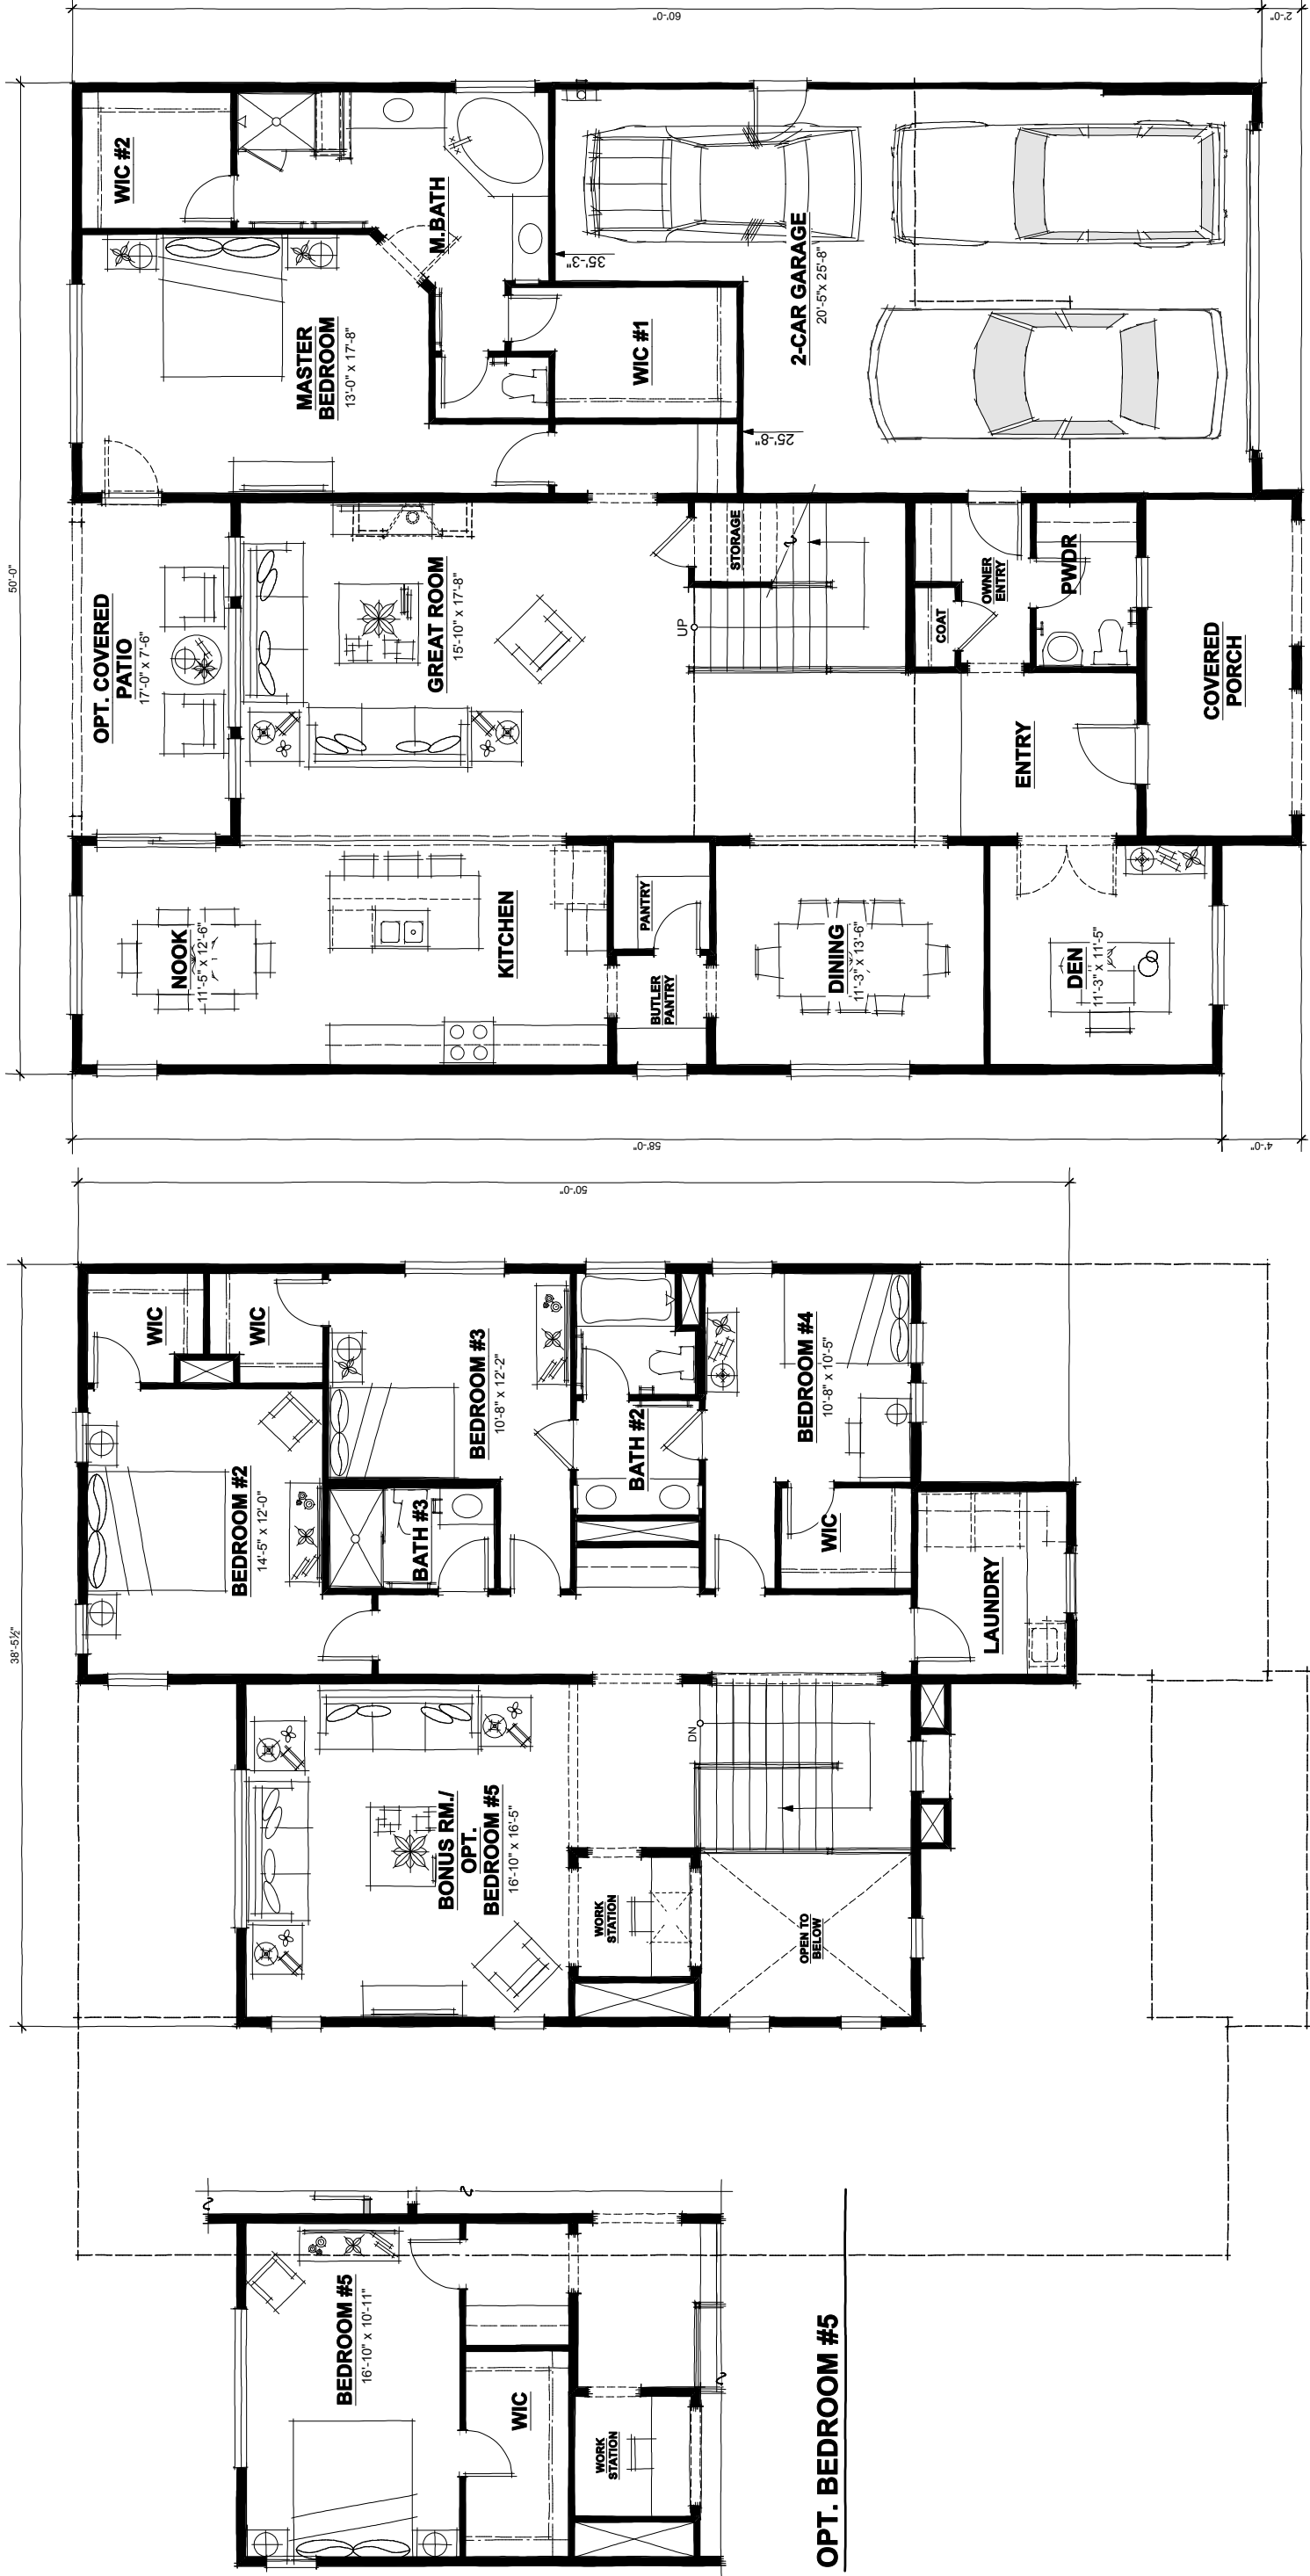 60'-0"
2'-0"
50'-0"
WIC #2
M.BATH
MASTER
BEDROOM
13'-0" x 17'-8"
WIC #1
35'-3"
25'-8"
2-CAR GARAGE
20'-5"x 25'-8"
OPT. COVERED
PATIO
17'-0" x 7'-6"
GREAT ROOM
15'-10" x 17'-8"
STORAGE
UP
COAT
OWNER
ENTRY
PWDR
ENTRY
COVERED
PORCH
NOOK
11'-5" x 12'-6"
KITCHEN
PANTRY
BUTLER
PANTRY
DINING
11'-3" x 13'-6"
DEN
11'-3" x 11'-5"
58'-0"
4'-0"
50'-0"
38'-5½"
WIC
WIC
BEDROOM #2
14'-5" x 12'-0"
BEDROOM #3
10'-8" x 12'-2"
BATH #3
BATH #2
BEDROOM #4
10'-8" x 10'-5"
WIC
LAUNDRY
BONUS RM./
OPT.
BEDROOM #5
16'-10" x 16'-5"
DN
WORK
STATION
OPEN TO
BELOW
BEDROOM #5
16'-10" x 10'-11"
WIC
WORK
STATION
OPT. BEDROOM #5